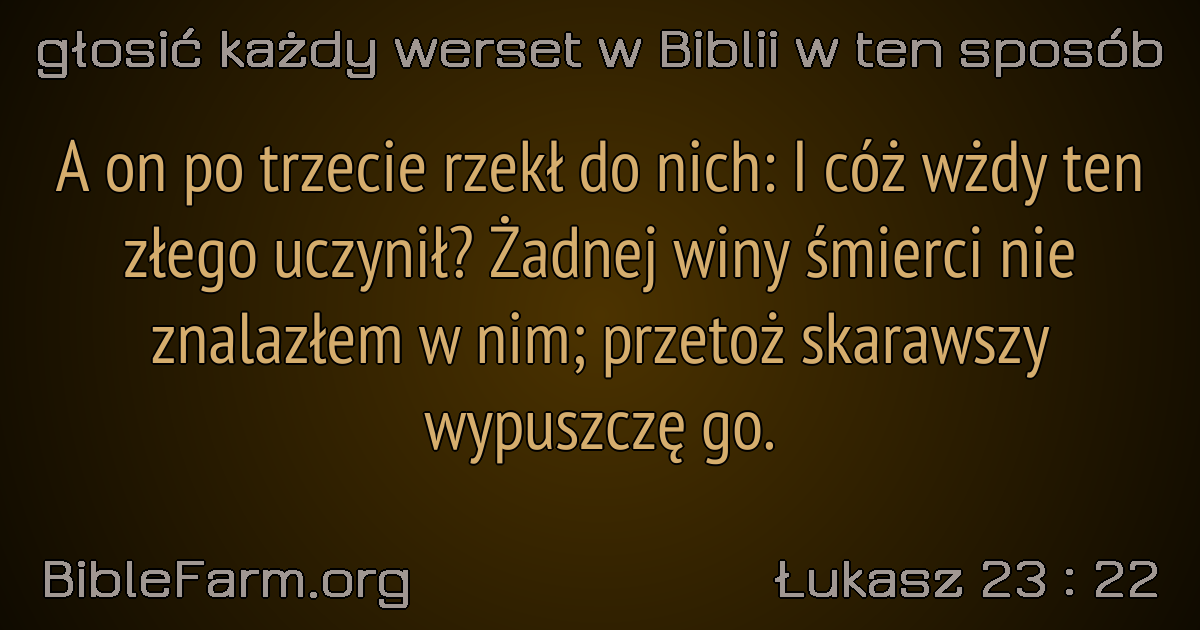 głosić każdy werset w Biblii w ten sposób
A on po trzecie rzekł do nich: I cóż wżdy ten
złego uczynił? Żadnej winy śmierci nie
znalazłem w nim; przetoż skarawszy
wypuszczę go.
BibleFarm.org
Łukasz 23 : 22